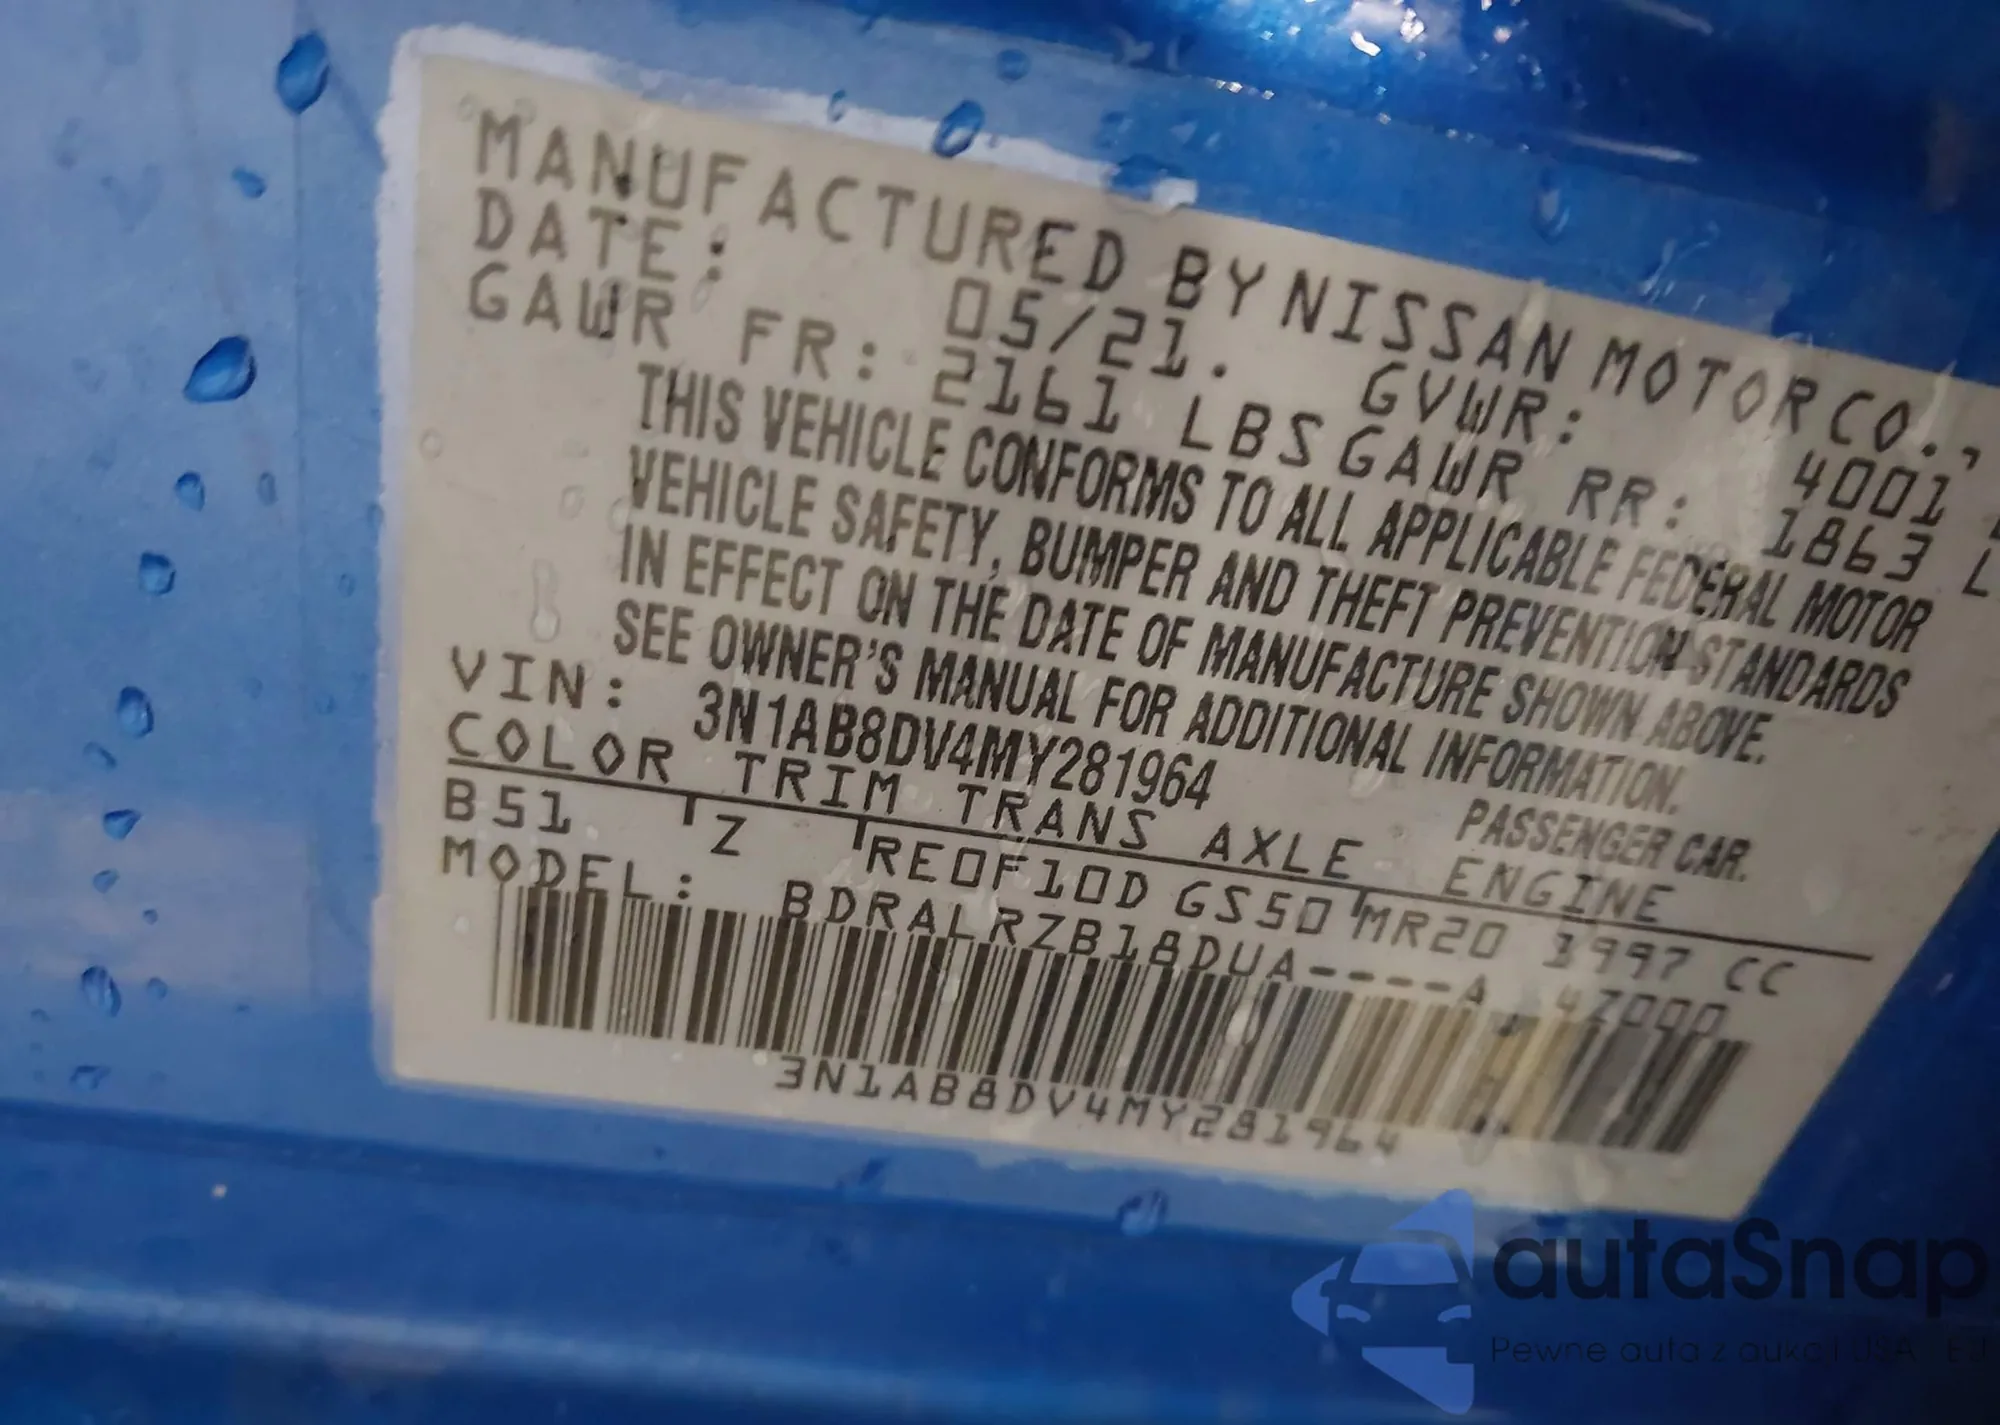 MANUFACTURED BY NISSAN MOTOR CO.,
DATE: 05/21. GVWR: 4001
GAWR FR: 2161 LBS GAWR RR: 1863 L
THIS VEHICLE CONFORMS TO ALL APPLICABLE FEDERAL MOTOR
VEHICLE SAFETY, BUMPER AND THEFT PREVENTION STANDARDS
IN EFFECT ON THE DATE OF MANUFACTURE SHOWN ABOVE.
SEE OWNER'S MANUAL FOR ADDITIONAL INFORMATION.
VIN: 3N1AB8DV4MY281964 PASSENGER CAR.
COLOR TRIM TRANS AXLE ENGINE
B51 Z RE0F10D GS50 MR20 1997 CC
MODEL: BDRALRZB18DUA----A
3N1AB8DV4MY281964
autaSnap
Pewne auta z